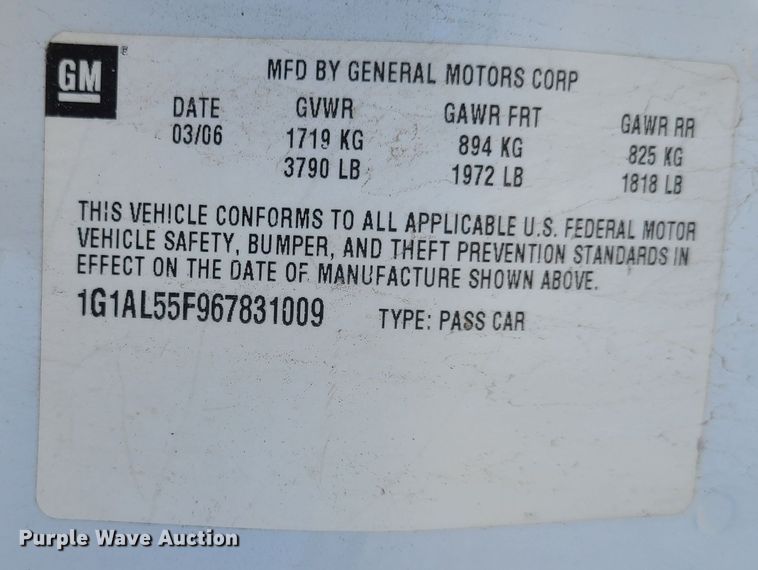 GM®
MFD BY GENERAL MOTORS CORP
DATE GVWR GAWR FRT GAWR RR
03/06 1719 KG 894 KG 825 KG
3790 LB 1972 LB 1818 LB
THIS VEHICLE CONFORMS TO ALL APPLICABLE U.S. FEDERAL MOTOR
VEHICLE SAFETY, BUMPER, AND THEFT PREVENTION STANDARDS IN
EFFECT ON THE DATE OF MANUFACTURE SHOWN ABOVE.
1G1AL55F967831009 TYPE: PASS CAR
Purple Wave Auction